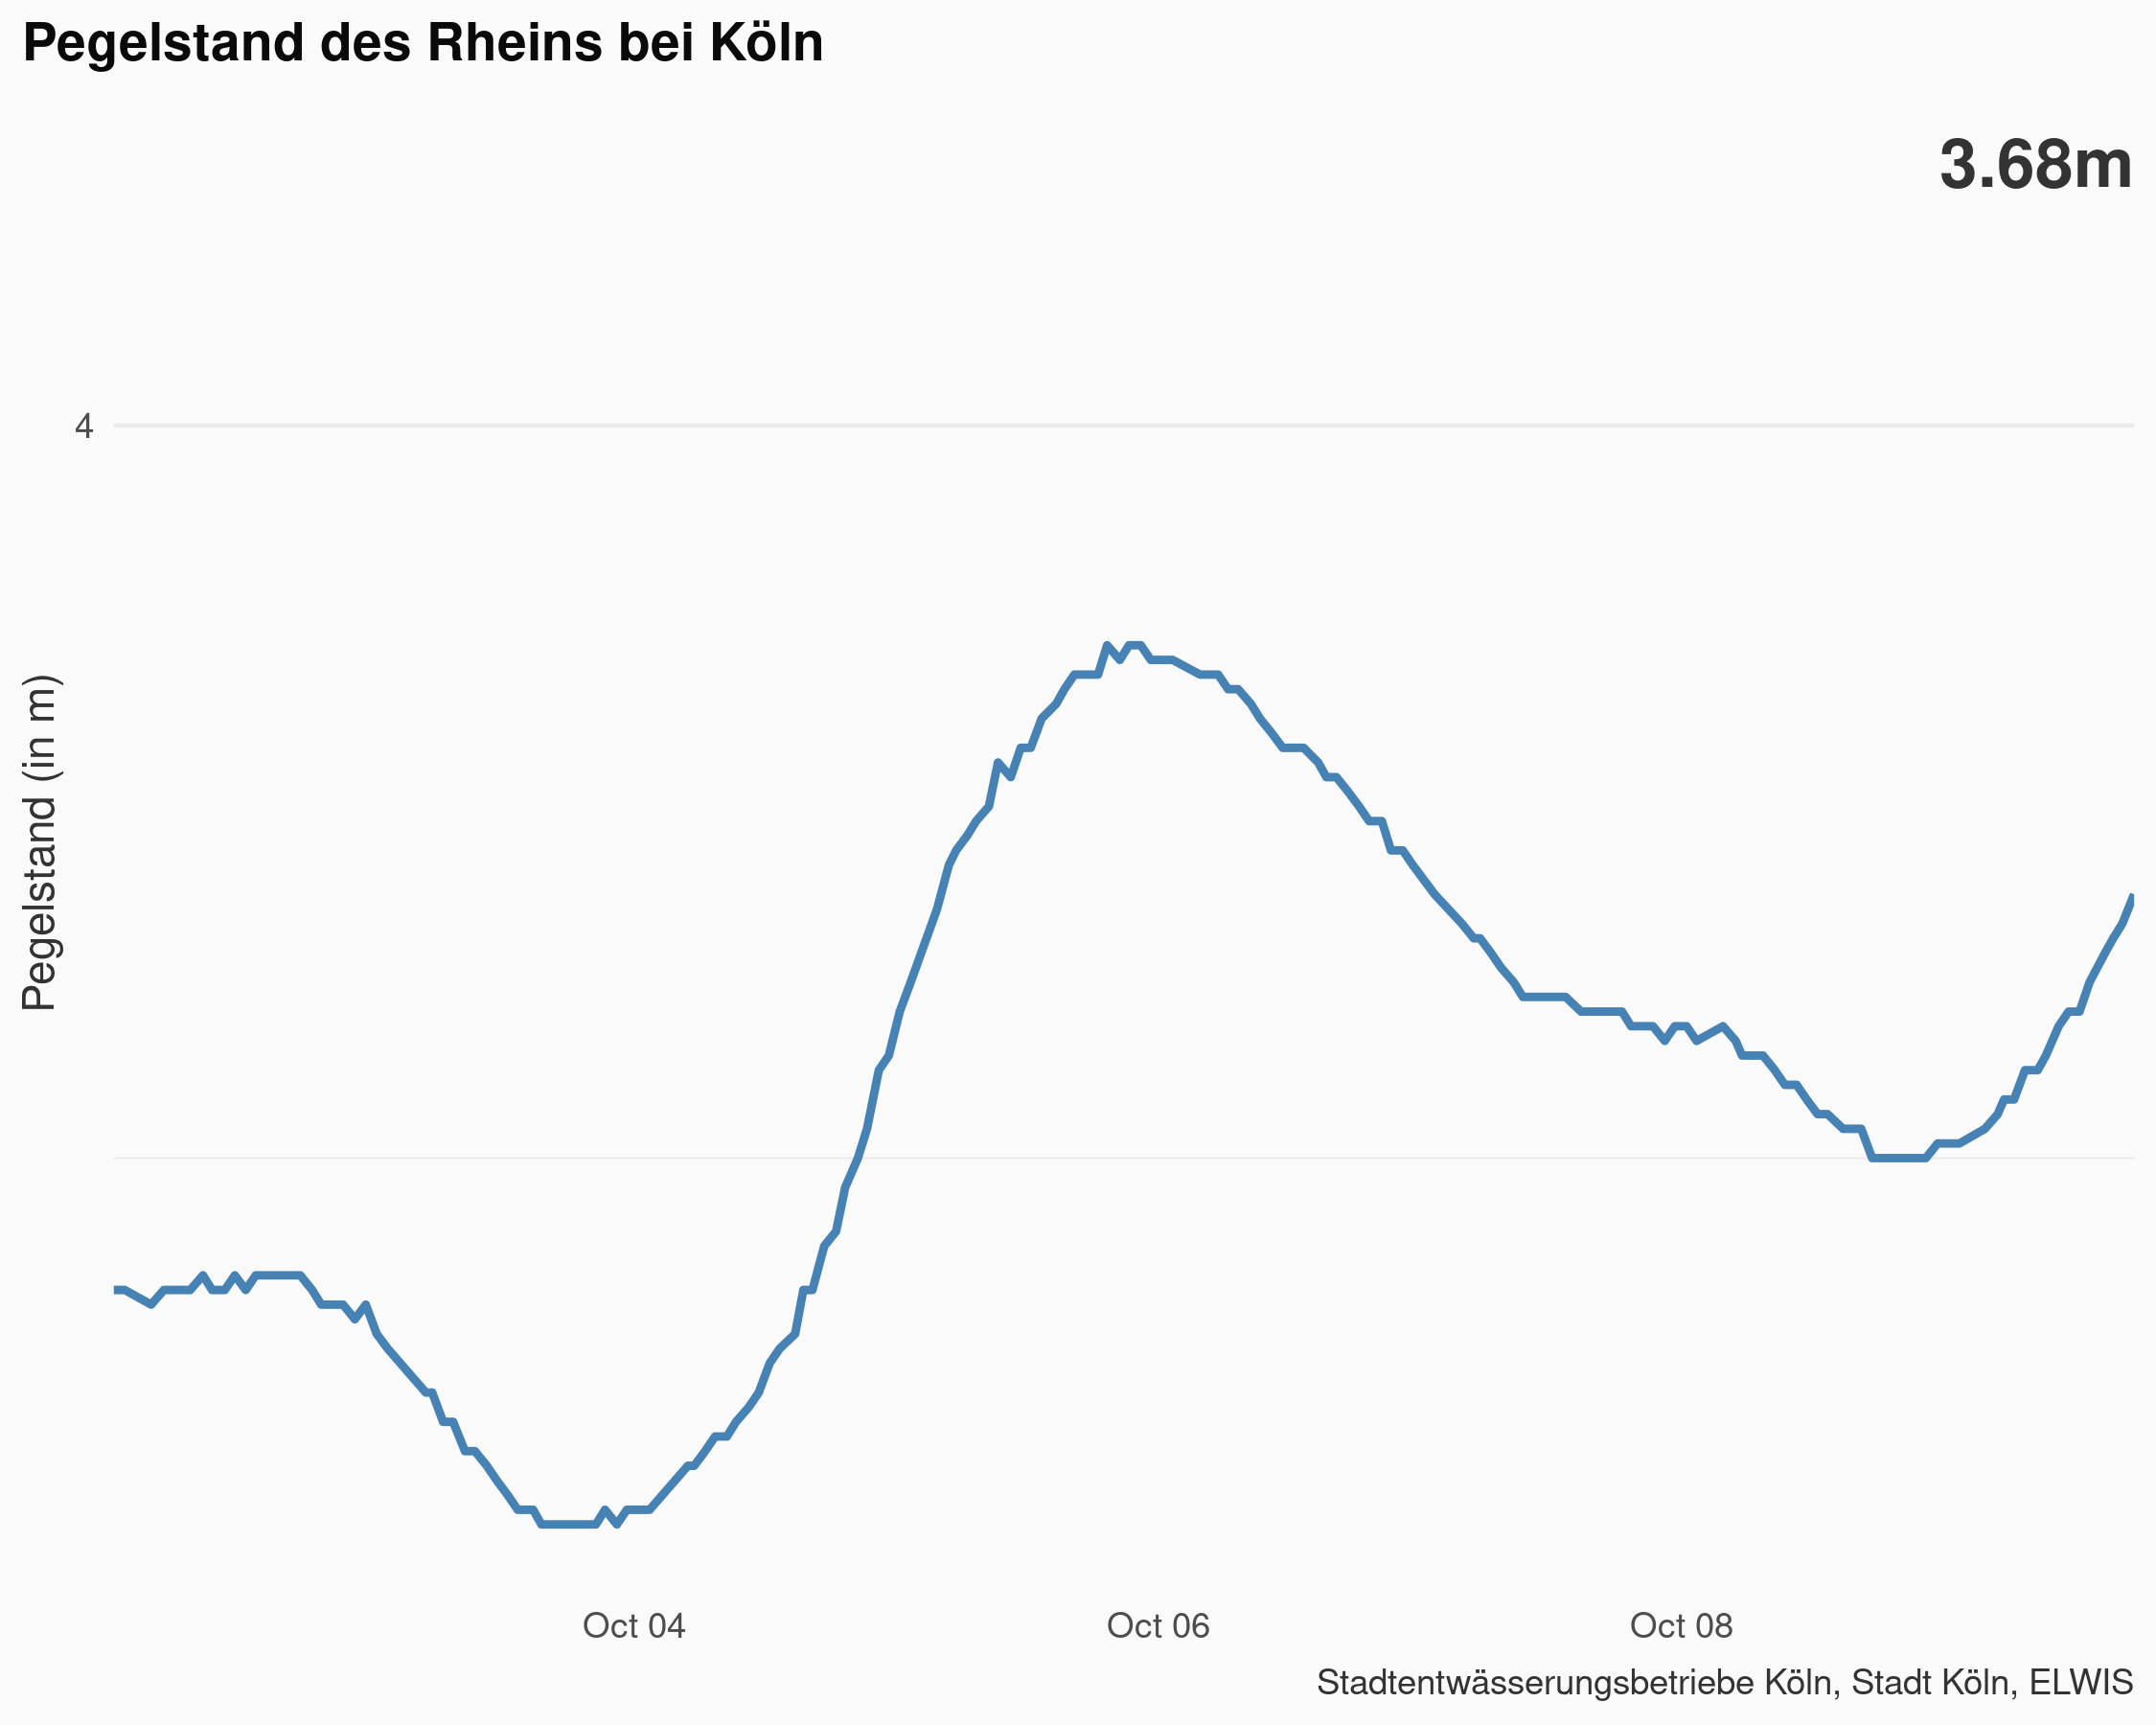 Pegelstand des Rheins bei Köln
3.68m
4
Pegelstand (in m)
Oct 04
Oct 06
Oct 08
Stadtentwässerungsbetriebe Köln, Stadt Köln, ELWIS